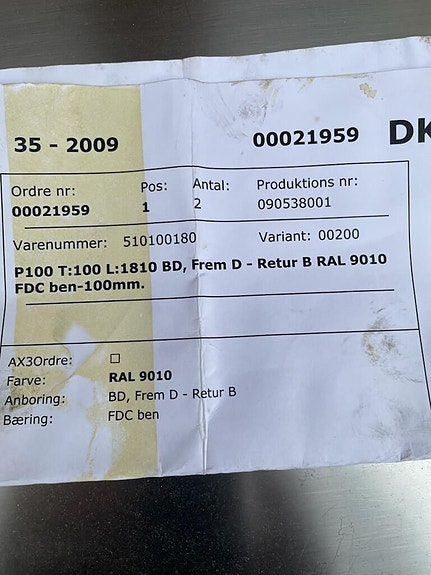 35 - 2009 00021959 DK
Ordre nr: Pos: Antal: Produktions nr:
00021959 1 2 090538001
Varenummer: 510100180 Variant: 00200
P100 T:100 L:1810 BD, Frem D - Retur B RAL 9010
FDC ben-100mm.
AX3Ordre: ☐
Farve: RAL 9010
Anboring: BD, Frem D - Retur B
Bæring: FDC ben